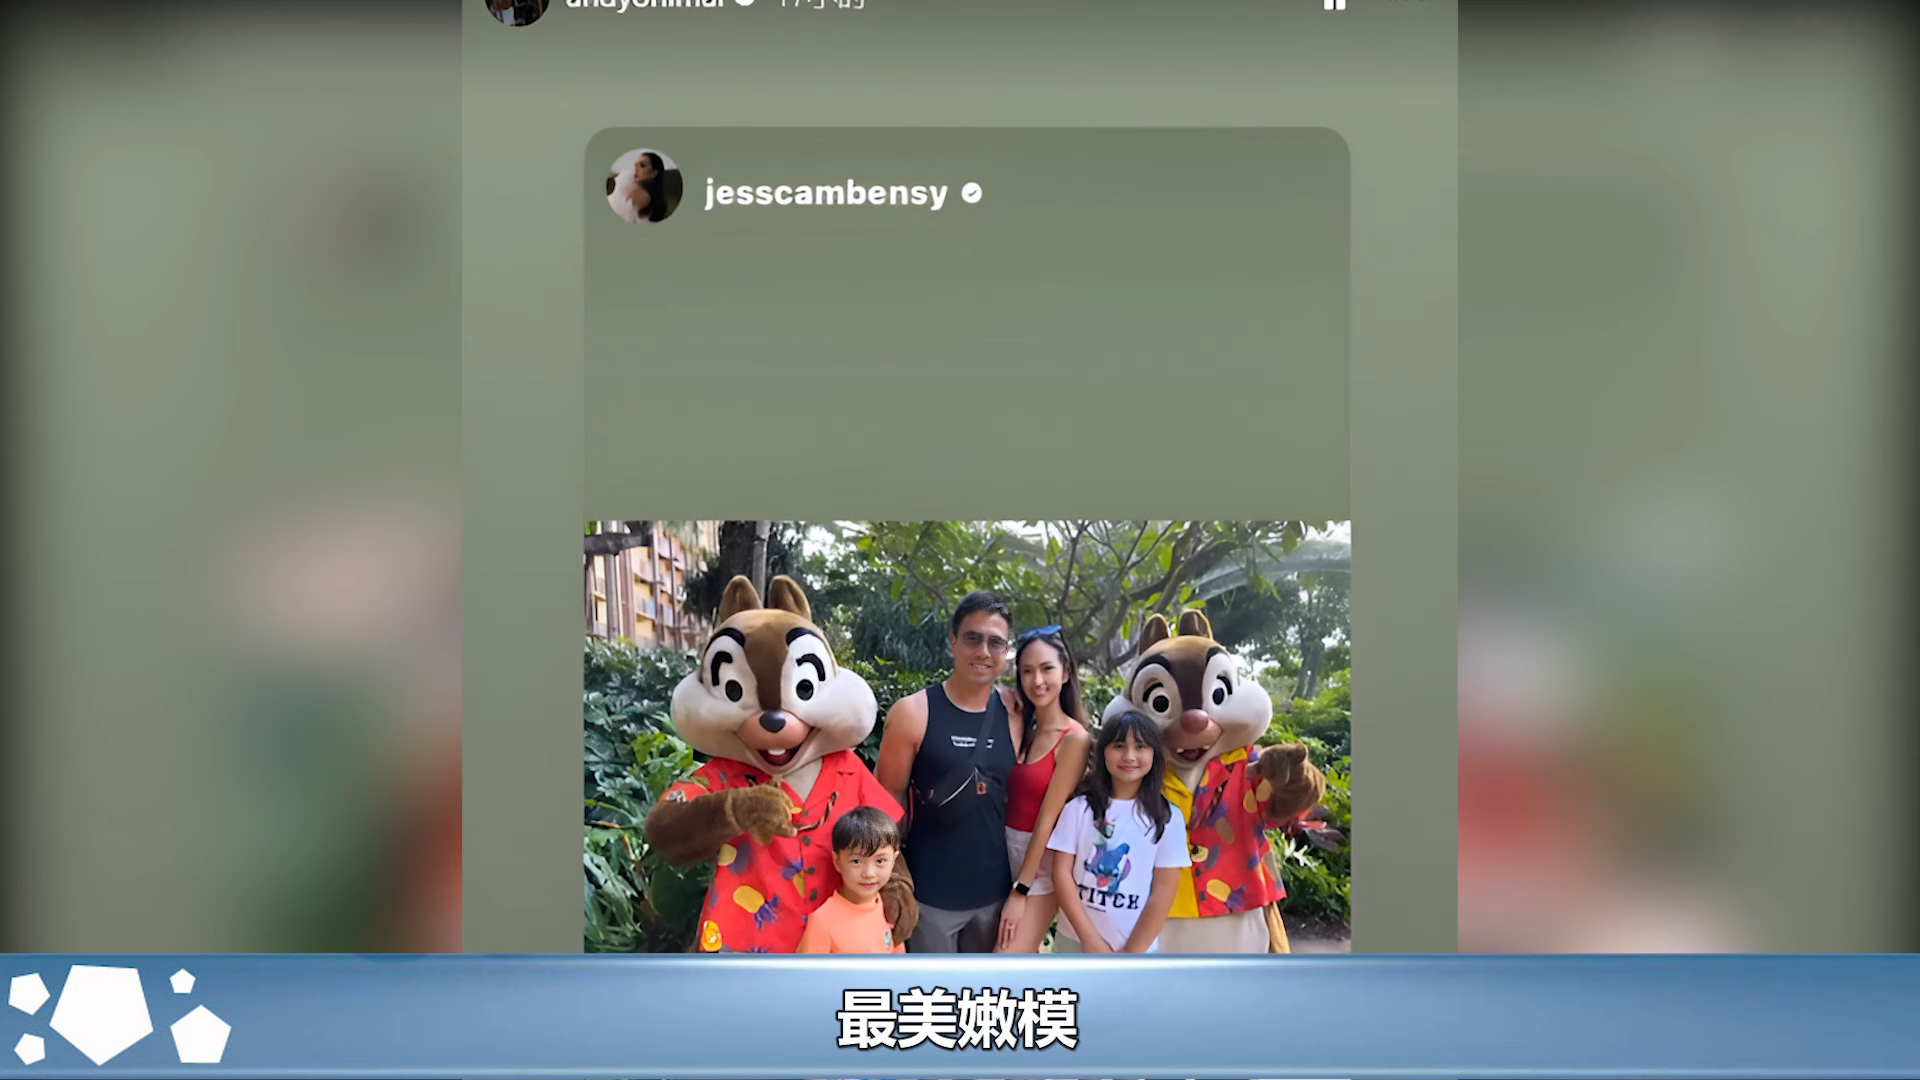 jesscambensy
TITCH
最美嫩模